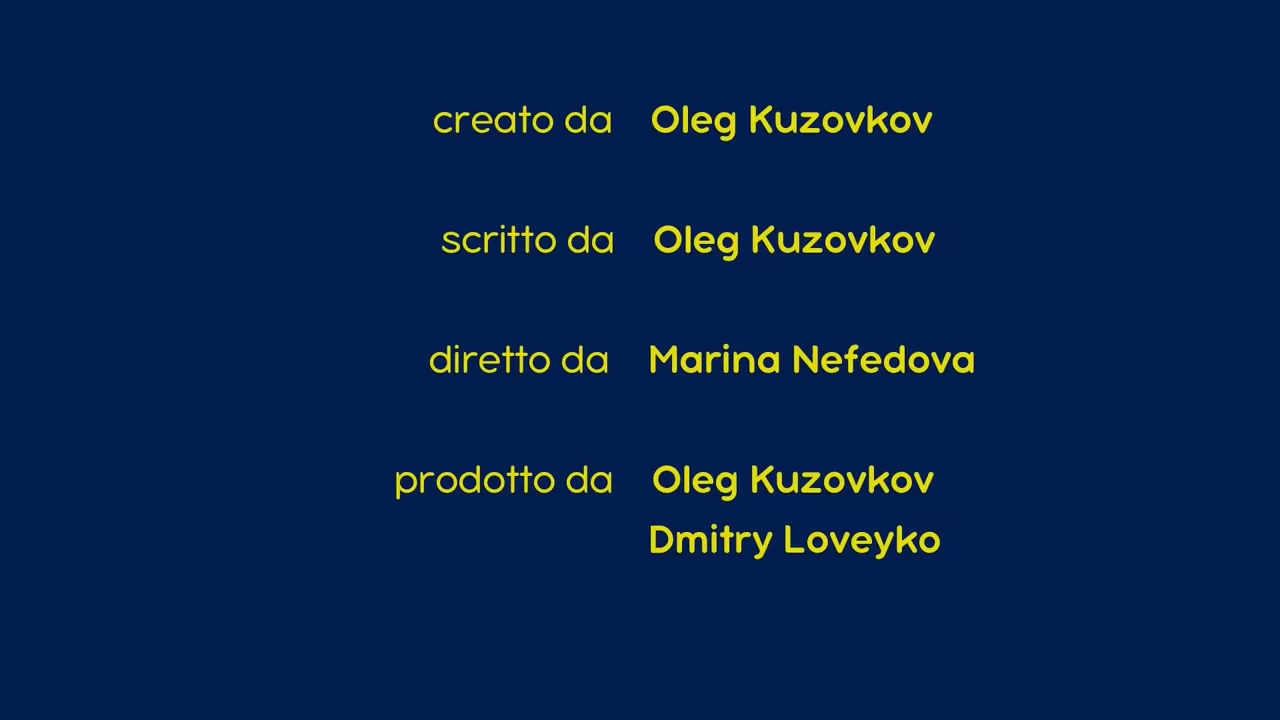 creato da Oleg Kuzovkov
scritto da Oleg Kuzovkov
diretto da Marina Nefedova
prodotto da Oleg Kuzovkov
Dmitry Loveyko